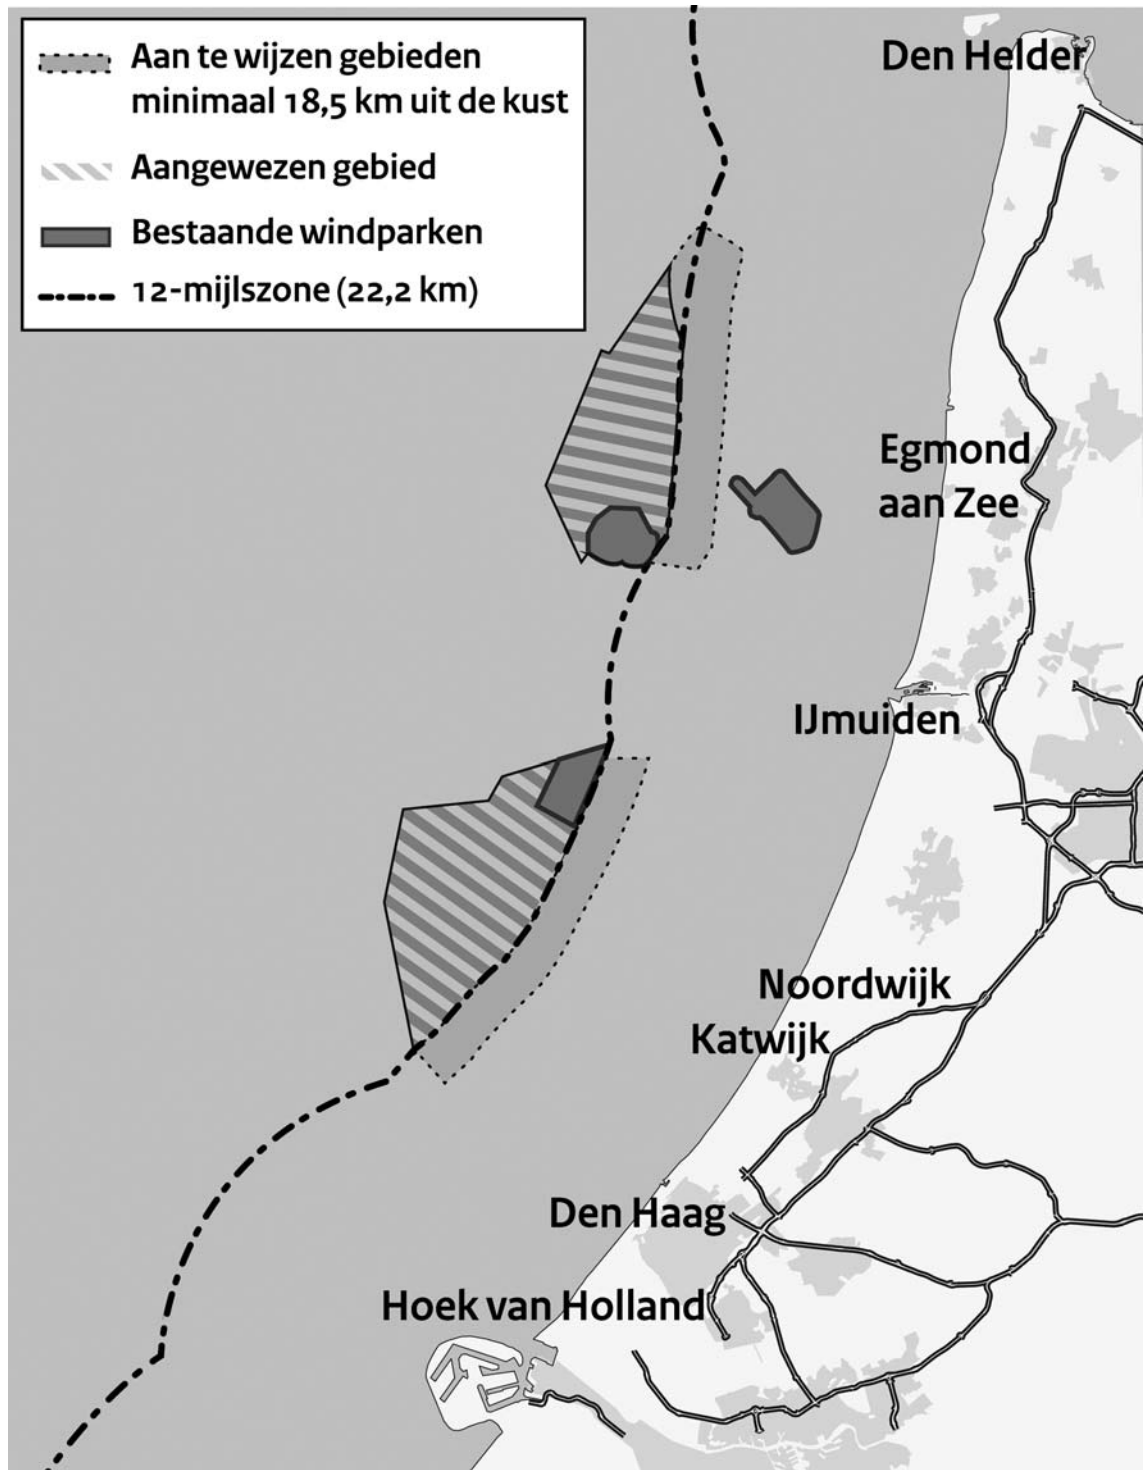 Aan te wijzen gebieden
minimaal 18,5 km uit de kust
Aangewezen gebied
Bestaande windparken
12-mijlszone (22,2 km)
Den Helder
Egmond
aan Zee
IJmuiden
Noordwijk
Katwijk
Den Haag
Hoek van Holland